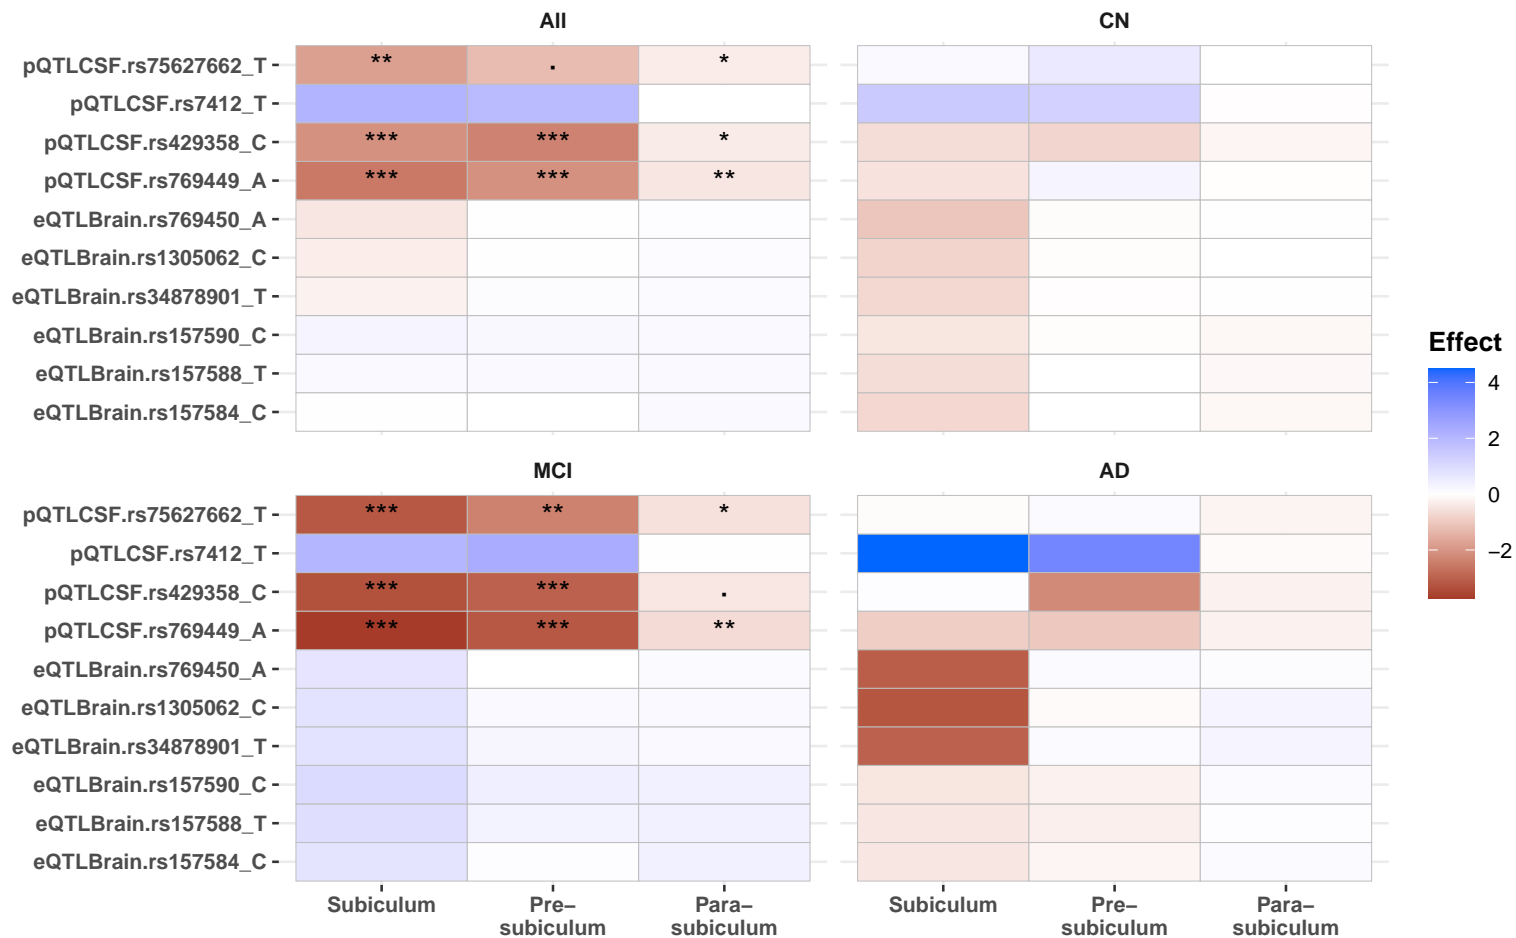 All
CN
pQTLCSF.rs75627662_T
** . *
pQTLCSF.rs7412_T
pQTLCSF.rs429358_C
*** *** *
pQTLCSF.rs769449_A
*** *** **
eQTLBrain.rs769450_A
eQTLBrain.rs1305062_C
eQTLBrain.rs34878901_T
eQTLBrain.rs157590_C
eQTLBrain.rs157588_T
eQTLBrain.rs157584_C
MCI
AD
pQTLCSF.rs75627662_T
*** ** *
pQTLCSF.rs7412_T
pQTLCSF.rs429358_C
*** *** .
pQTLCSF.rs769449_A
*** *** **
eQTLBrain.rs769450_A
eQTLBrain.rs1305062_C
eQTLBrain.rs34878901_T
eQTLBrain.rs157590_C
eQTLBrain.rs157588_T
eQTLBrain.rs157584_C
Subiculum
Pre–
subiculum
Para–
subiculum
Subiculum
Pre–
subiculum
Para–
subiculum
Effect
4
2
0
–2